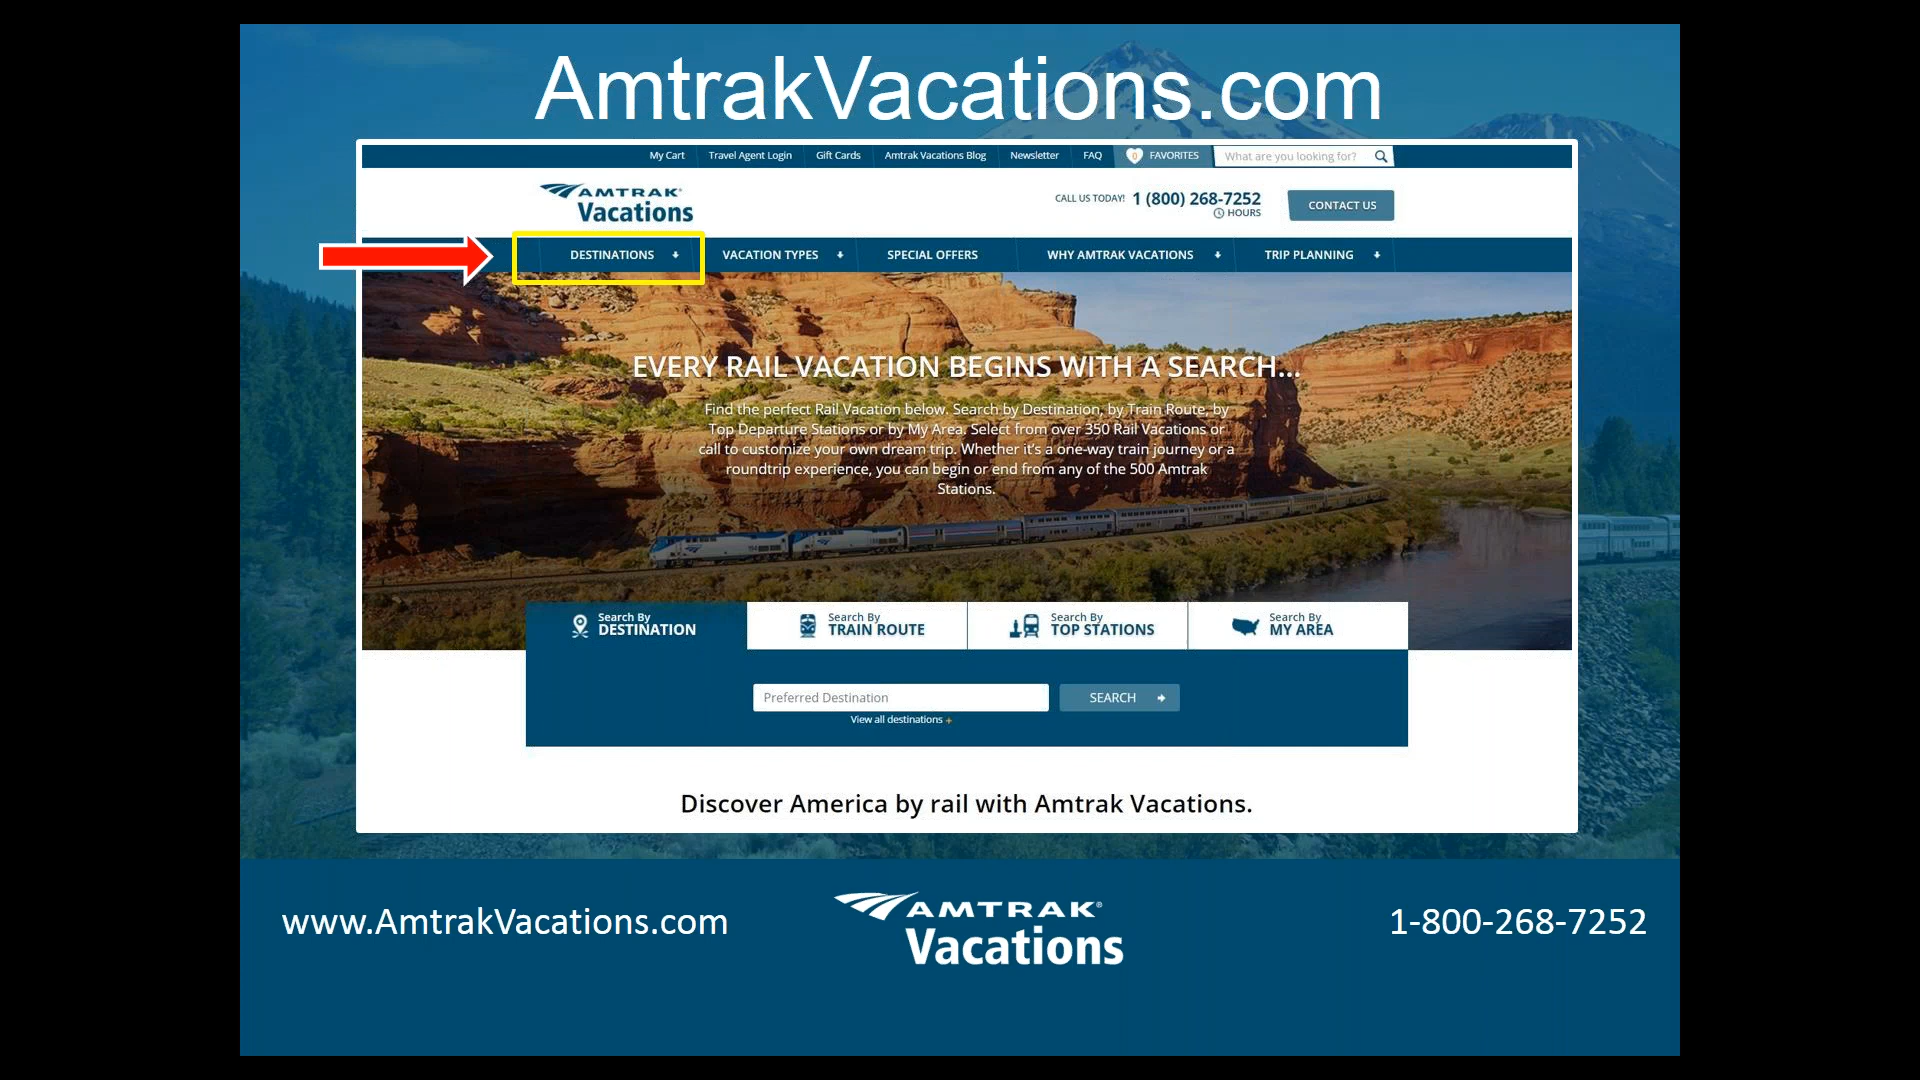 AmtrakVacations.com
My Cart Travel Agent Login Gift Cards Amtrak Vacations Blog Newsletter FAQ 0 FAVORITES What are you looking for?
AMTRAK
Vacations
CALL US TODAY! 1 (800) 268-7252
HOURS
CONTACT US
DESTINATIONS VACATION TYPES SPECIAL OFFERS WHY AMTRAK VACATIONS TRIP PLANNING
EVERY RAIL VACATION BEGINS WITH A SEARCH...
Find the perfect Rail Vacation below. Search by Destination, by Train Route, by
Top Departure Stations or by My Area. Select from over 350 Rail Vacations or
call to customize your own dream trip. Whether it's a one-way train journey or a
roundtrip experience, you can begin or end from any of the 500 Amtrak
Stations.
Search By
DESTINATION
Search By
TRAIN ROUTE
Search By
TOP STATIONS
Search By
MY AREA
Preferred Destination
SEARCH
View all destinations +
Discover America by rail with Amtrak Vacations.
www.AmtrakVacations.com
AMTRAK®
Vacations
1-800-268-7252